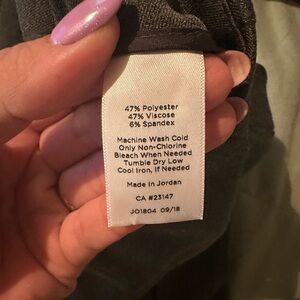 47% Polyester
47% Viscose
6% Spandex
Machine Wash Cold
Only Non-Chlorine
Bleach When Needed
Tumble Dry Low
Cool Iron, If Needed
Made in Jordan
CA #23147
JO1804 09/18